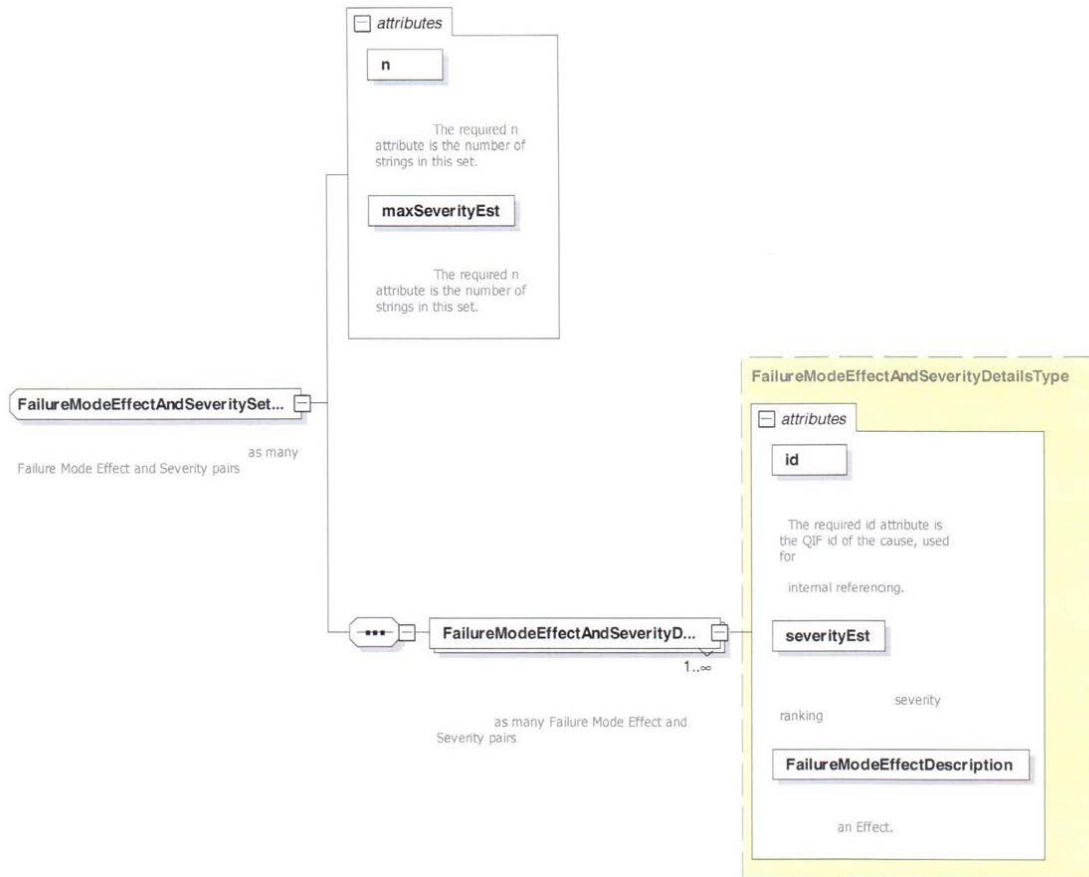 attributes
n
The required n
attribute is the number of
strings in this set.
maxSeverityEst
The required n
attribute is the number of
strings in this set.
FailureModeEffectAndSeveritySet...
as many
Failure Mode Effect and Severity pairs
FailureModeEffectAndSeverityD...
1..∞
as many Failure Mode Effect and
Severity pairs
FailureModeEffectAndSeverityDetailsType
attributes
id
The required id attribute is
the QIF id of the cause, used
for
internal referencing.
severityEst
severity
ranking
FailureModeEffectDescription
an Effect.